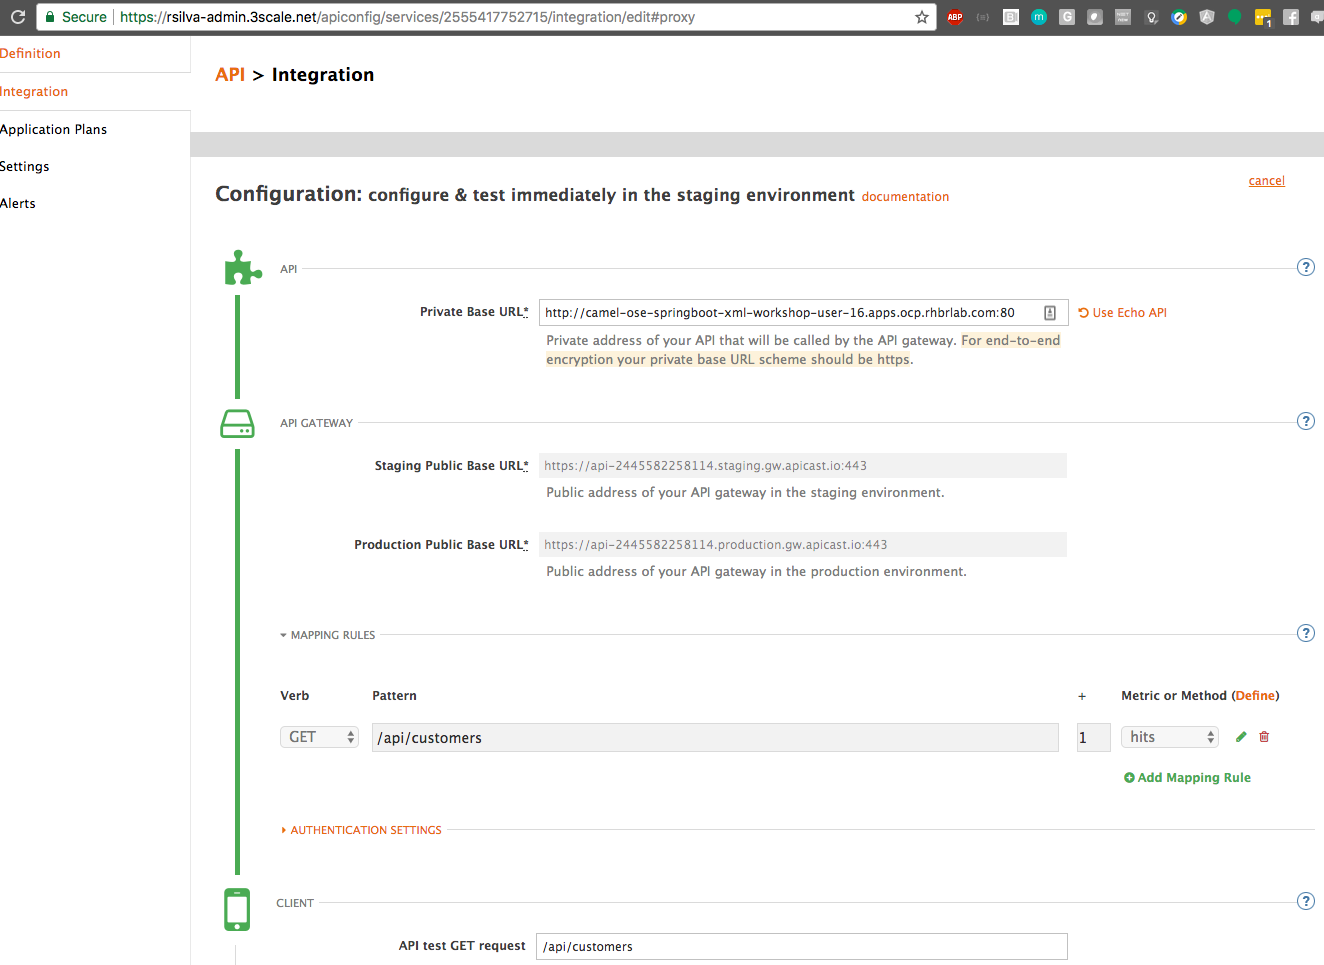 Secure https://rsilva-admin.3scale.net/apiconfig/services/2555417752715/integration/edit#proxy
ABP
1
Definition
Integration
Application Plans
Settings
Alerts
API > Integration
cancel
Configuration: configure & test immediately in the staging environment documentation
API ?
Private Base URL* http://camel-ose-springboot-xml-workshop-user-16.apps.ocp.rhbrlab.com:80 Use Echo API
Private address of your API that will be called by the API gateway. For end-to-end
encryption your private base URL scheme should be https.
API GATEWAY ?
Staging Public Base URL* https://api-2445582258114.staging.gw.apicast.io:443
Public address of your API gateway in the staging environment.
Production Public Base URL* https://api-2445582258114.production.gw.apicast.io:443
Public address of your API gateway in the production environment.
MAPPING RULES ?
Verb Pattern + Metric or Method (Define)
GET /api/customers 1 hits
Add Mapping Rule
AUTHENTICATION SETTINGS
CLIENT ?
API test GET request /api/customers